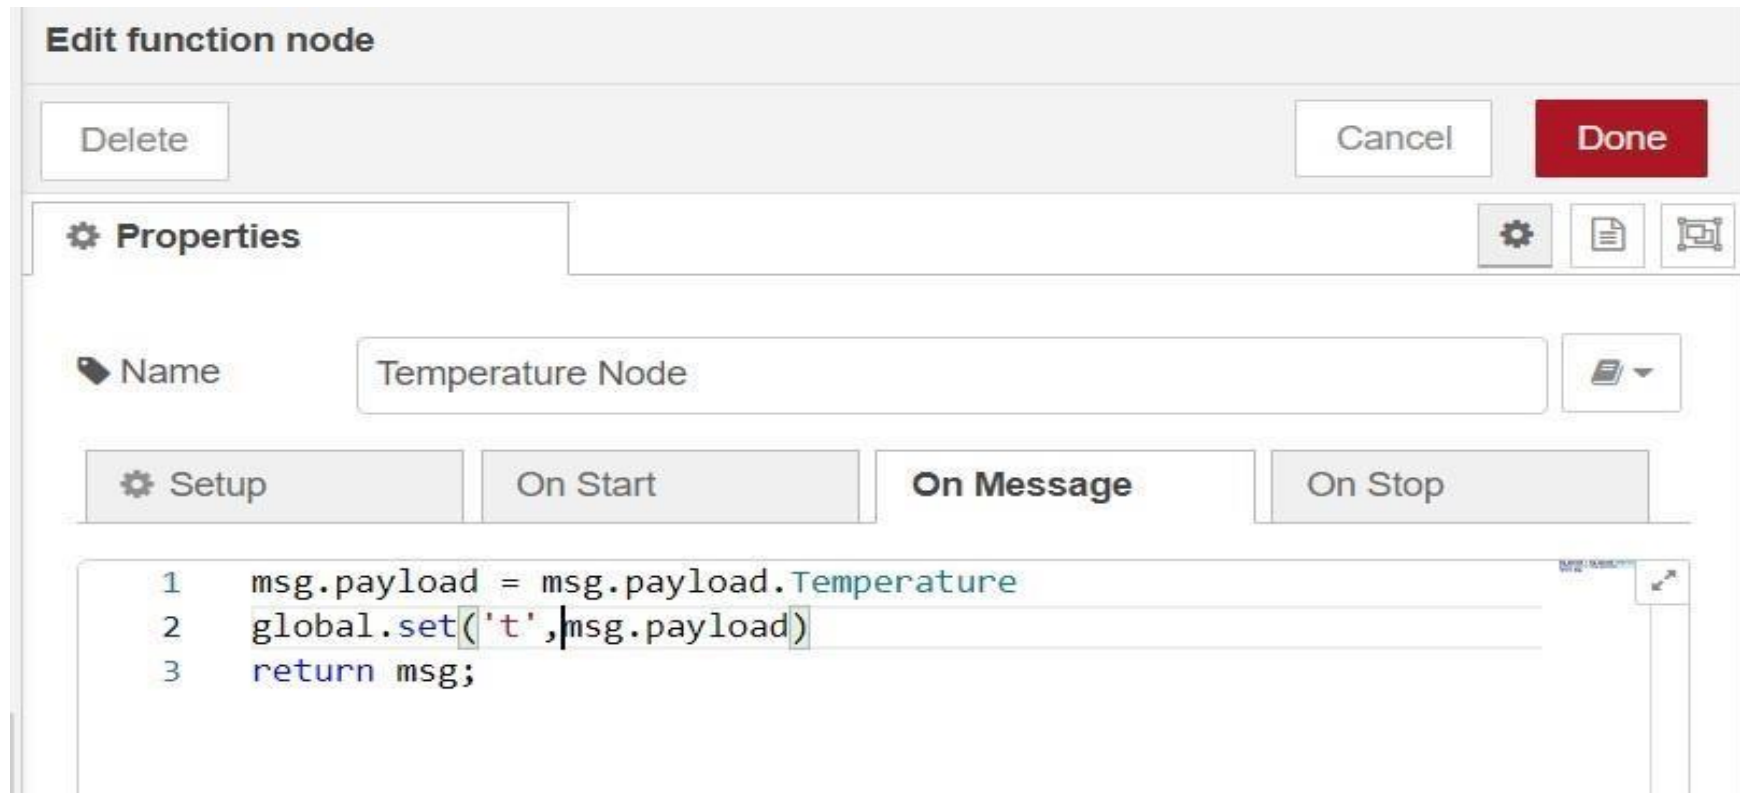 Edit function node
Delete
Cancel
Done
Properties
Name
Temperature Node
Setup
On Start
On Message
On Stop
1 msg.payload = msg.payload.Temperature
2 global.set('t',msg.payload)
3 return msg;